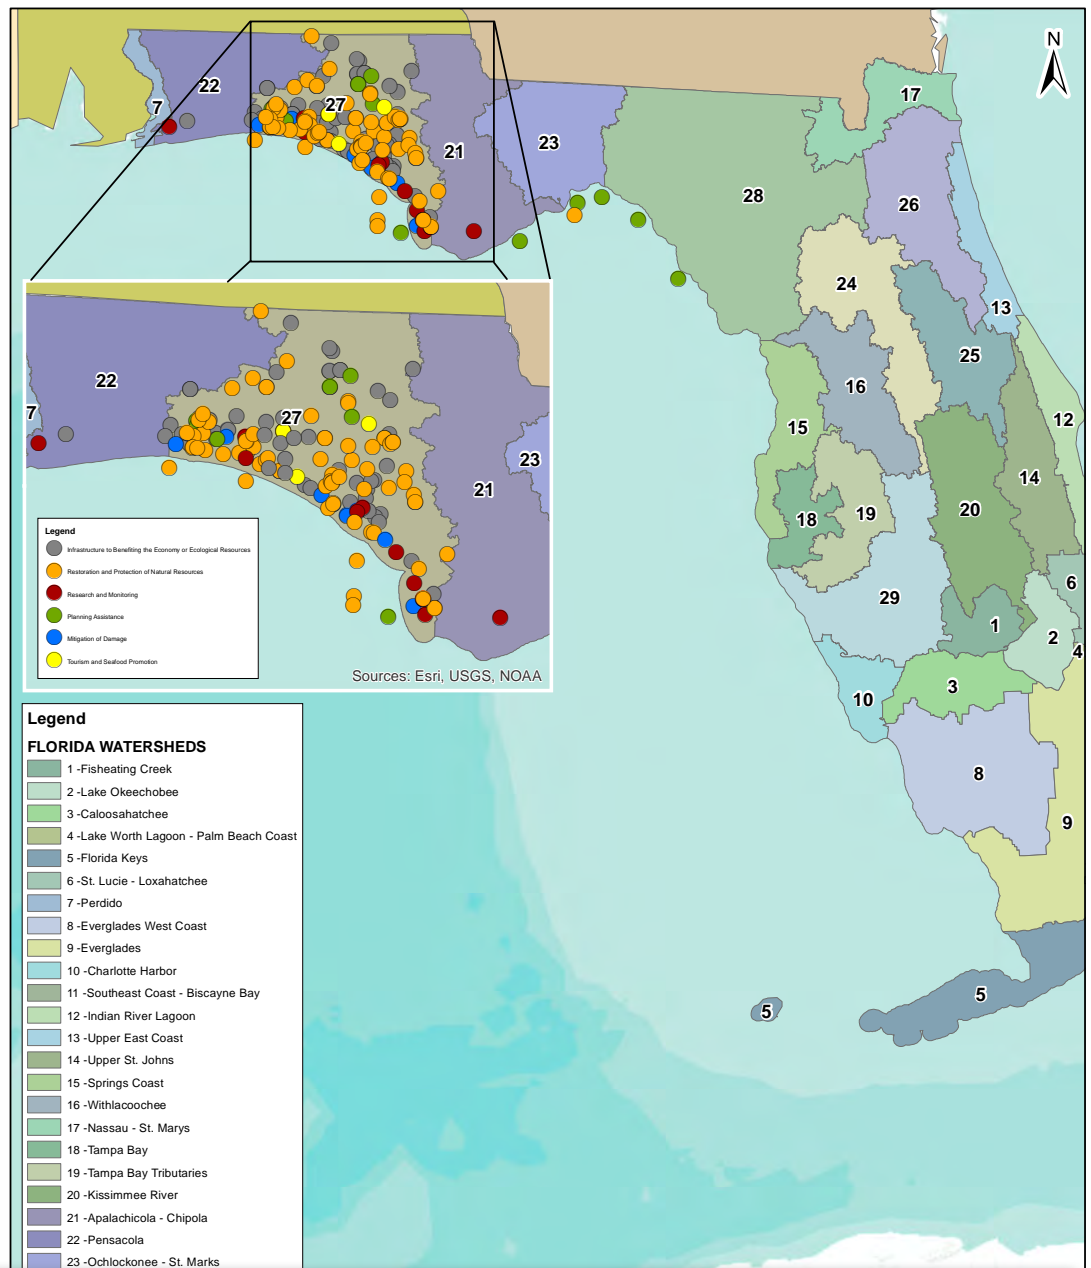 N
22
7
27
21
23
17
28
26
24
13
25
16
12
15
14
20
19
18
6
29
1
2
4
10
3
8
9
5
5
22
27
7
21
23
Legend
Infrastructure to Benefiting the Economy or Ecological Resources
Restoration and Protection of Natural Resources
Research and Monitoring
Planning Assistance
Mitigation of Damage
Tourism and Seafood Promotion
Sources: Esri, USGS, NOAA
Legend
FLORIDA WATERSHEDS
1 -Fisheating Creek
2 -Lake Okeechobee
3 -Caloosahatchee
4 -Lake Worth Lagoon - Palm Beach Coast
5 -Florida Keys
6 -St. Lucie - Loxahatchee
7 -Perdido
8 -Everglades West Coast
9 -Everglades
10 -Charlotte Harbor
11 -Southeast Coast - Biscayne Bay
12 -Indian River Lagoon
13 -Upper East Coast
14 -Upper St. Johns
15 -Springs Coast
16 -Withlacoochee
17 -Nassau - St. Marys
18 -Tampa Bay
19 -Tampa Bay Tributaries
20 -Kissimmee River
21 -Apalachicola - Chipola
22 -Pensacola
23 -Ochlockonee - St. Marks